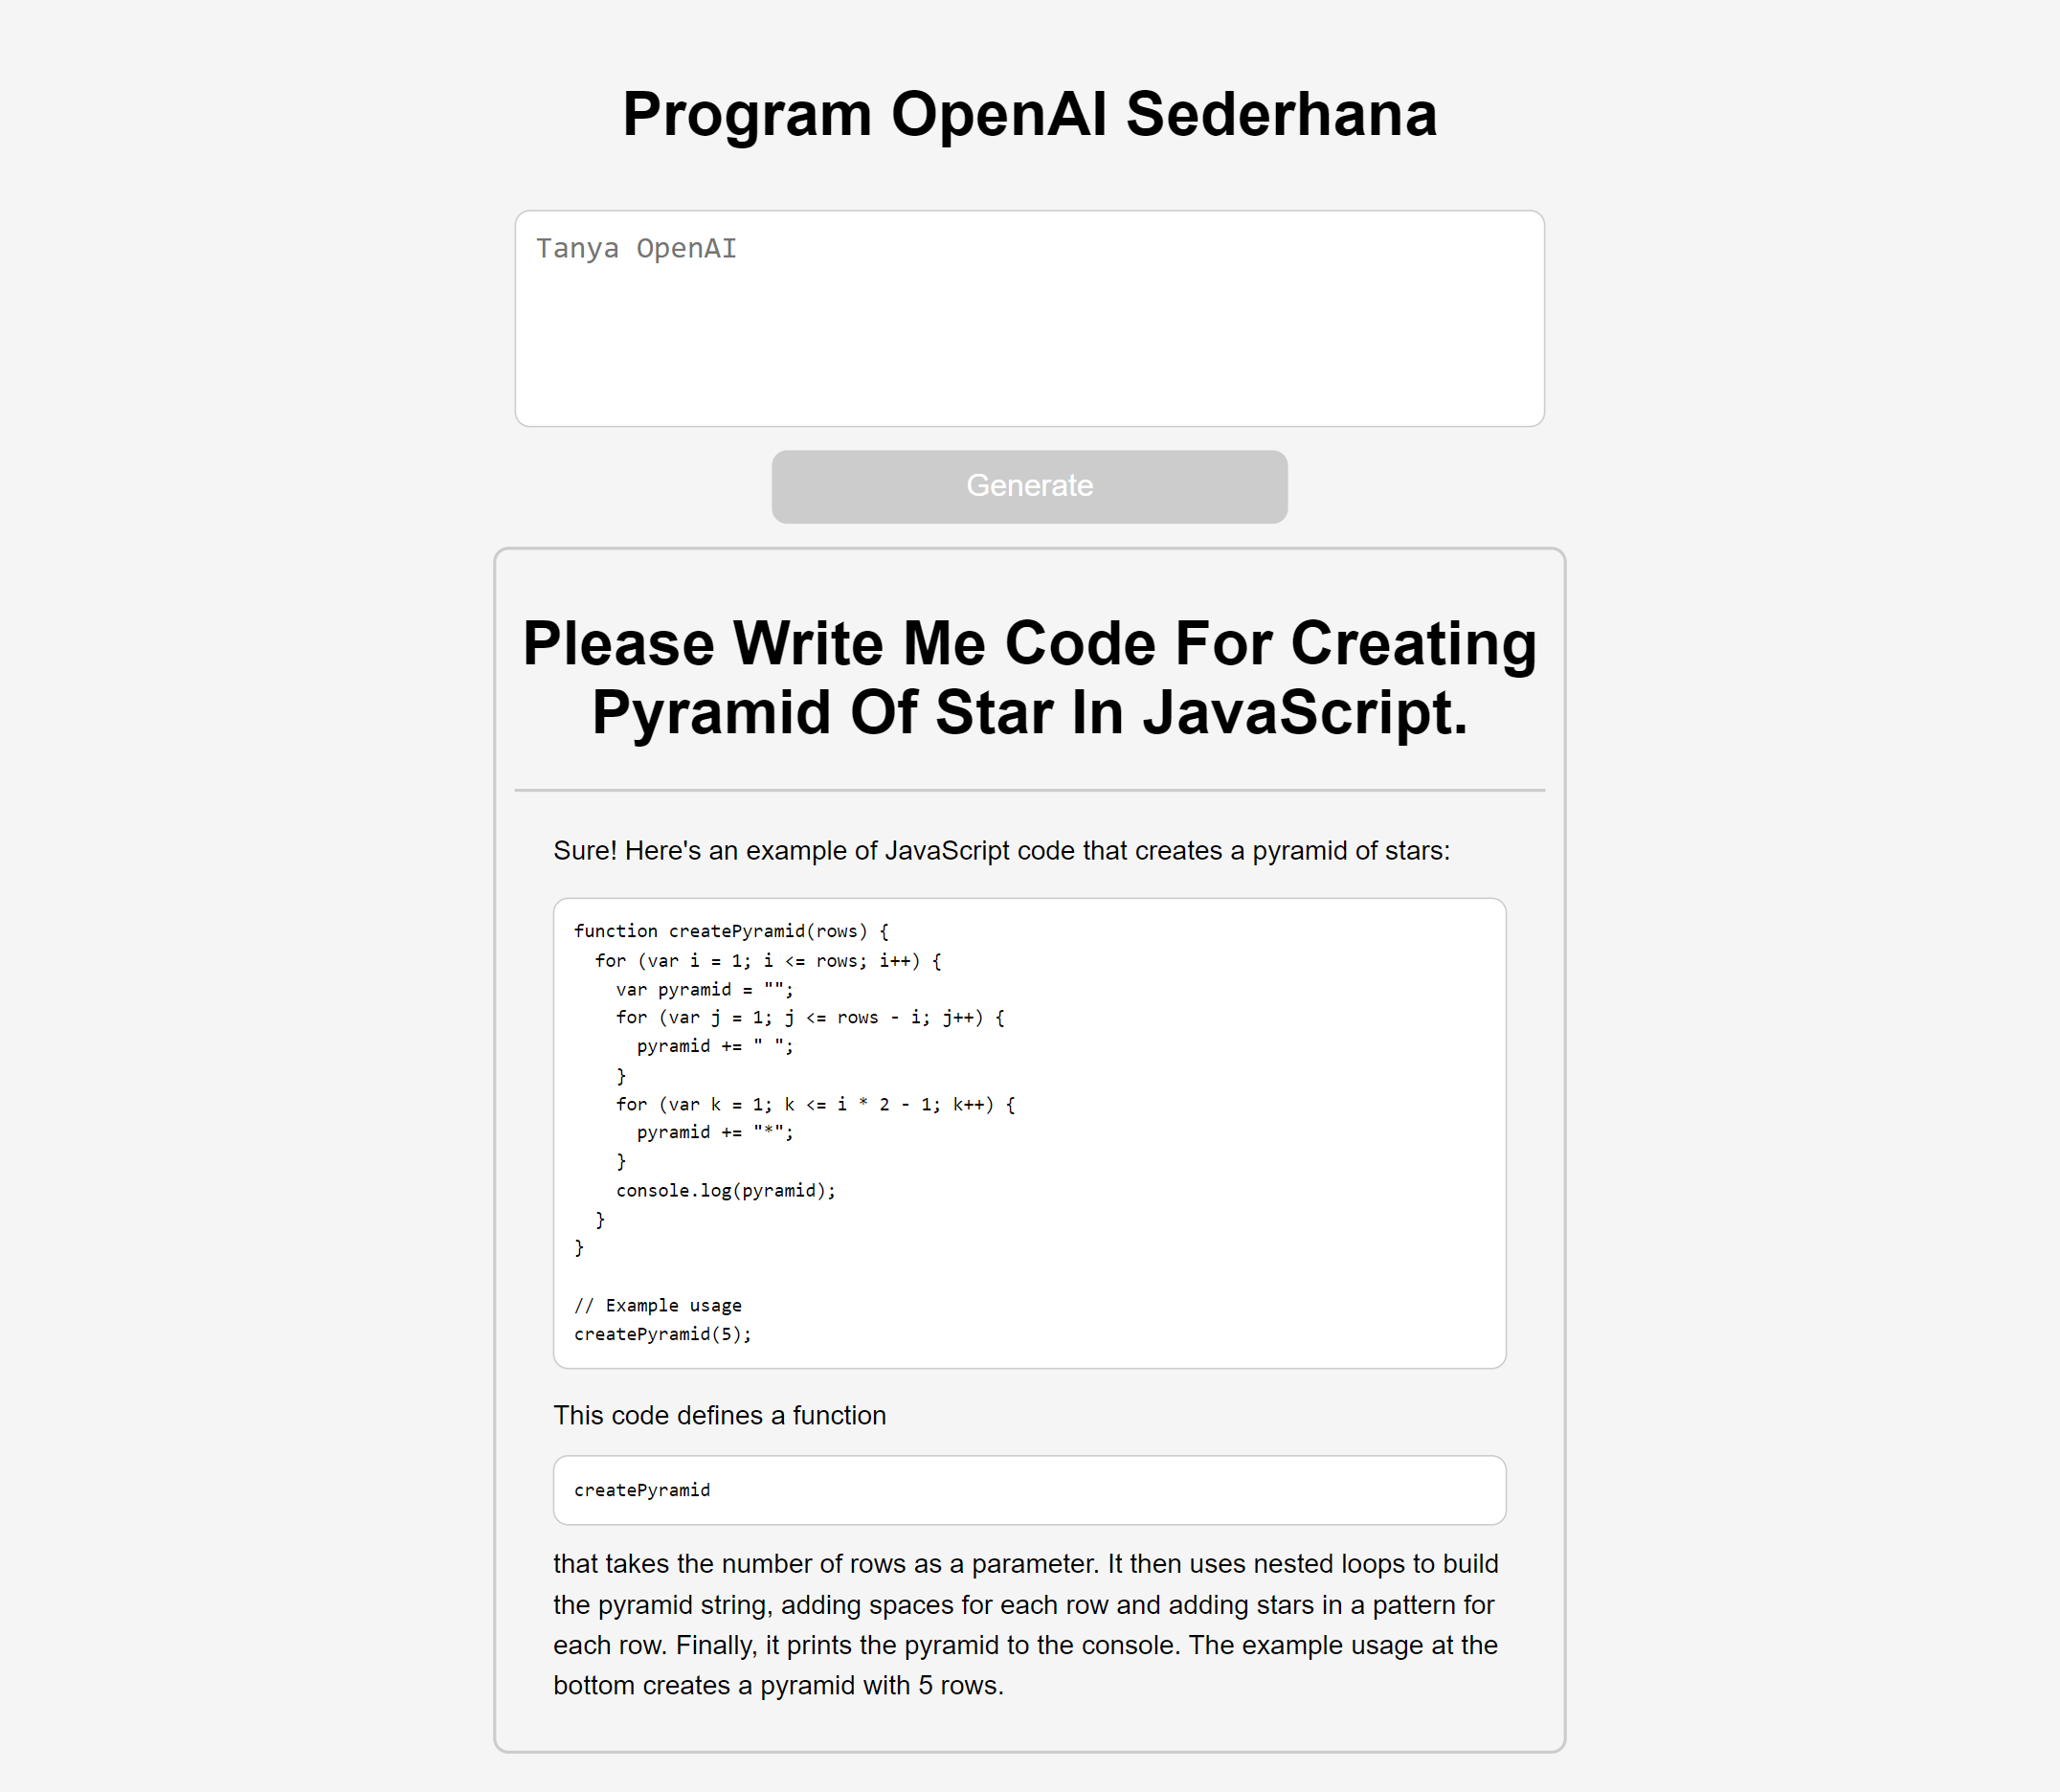 Program OpenAI Sederhana
Tanya OpenAI
Generate
Please Write Me Code For Creating
Pyramid Of Star In JavaScript.
Sure! Here's an example of JavaScript code that creates a pyramid of stars:
function createPyramid(rows) {
  for (var i = 1; i <= rows; i++) {
    var pyramid = "";
    for (var j = 1; j <= rows - i; j++) {
      pyramid += " ";
    }
    for (var k = 1; k <= i * 2 - 1; k++) {
      pyramid += "*";
    }
    console.log(pyramid);
  }
}

// Example usage
createPyramid(5);
This code defines a function
createPyramid
that takes the number of rows as a parameter. It then uses nested loops to build
the pyramid string, adding spaces for each row and adding stars in a pattern for
each row. Finally, it prints the pyramid to the console. The example usage at the
bottom creates a pyramid with 5 rows.